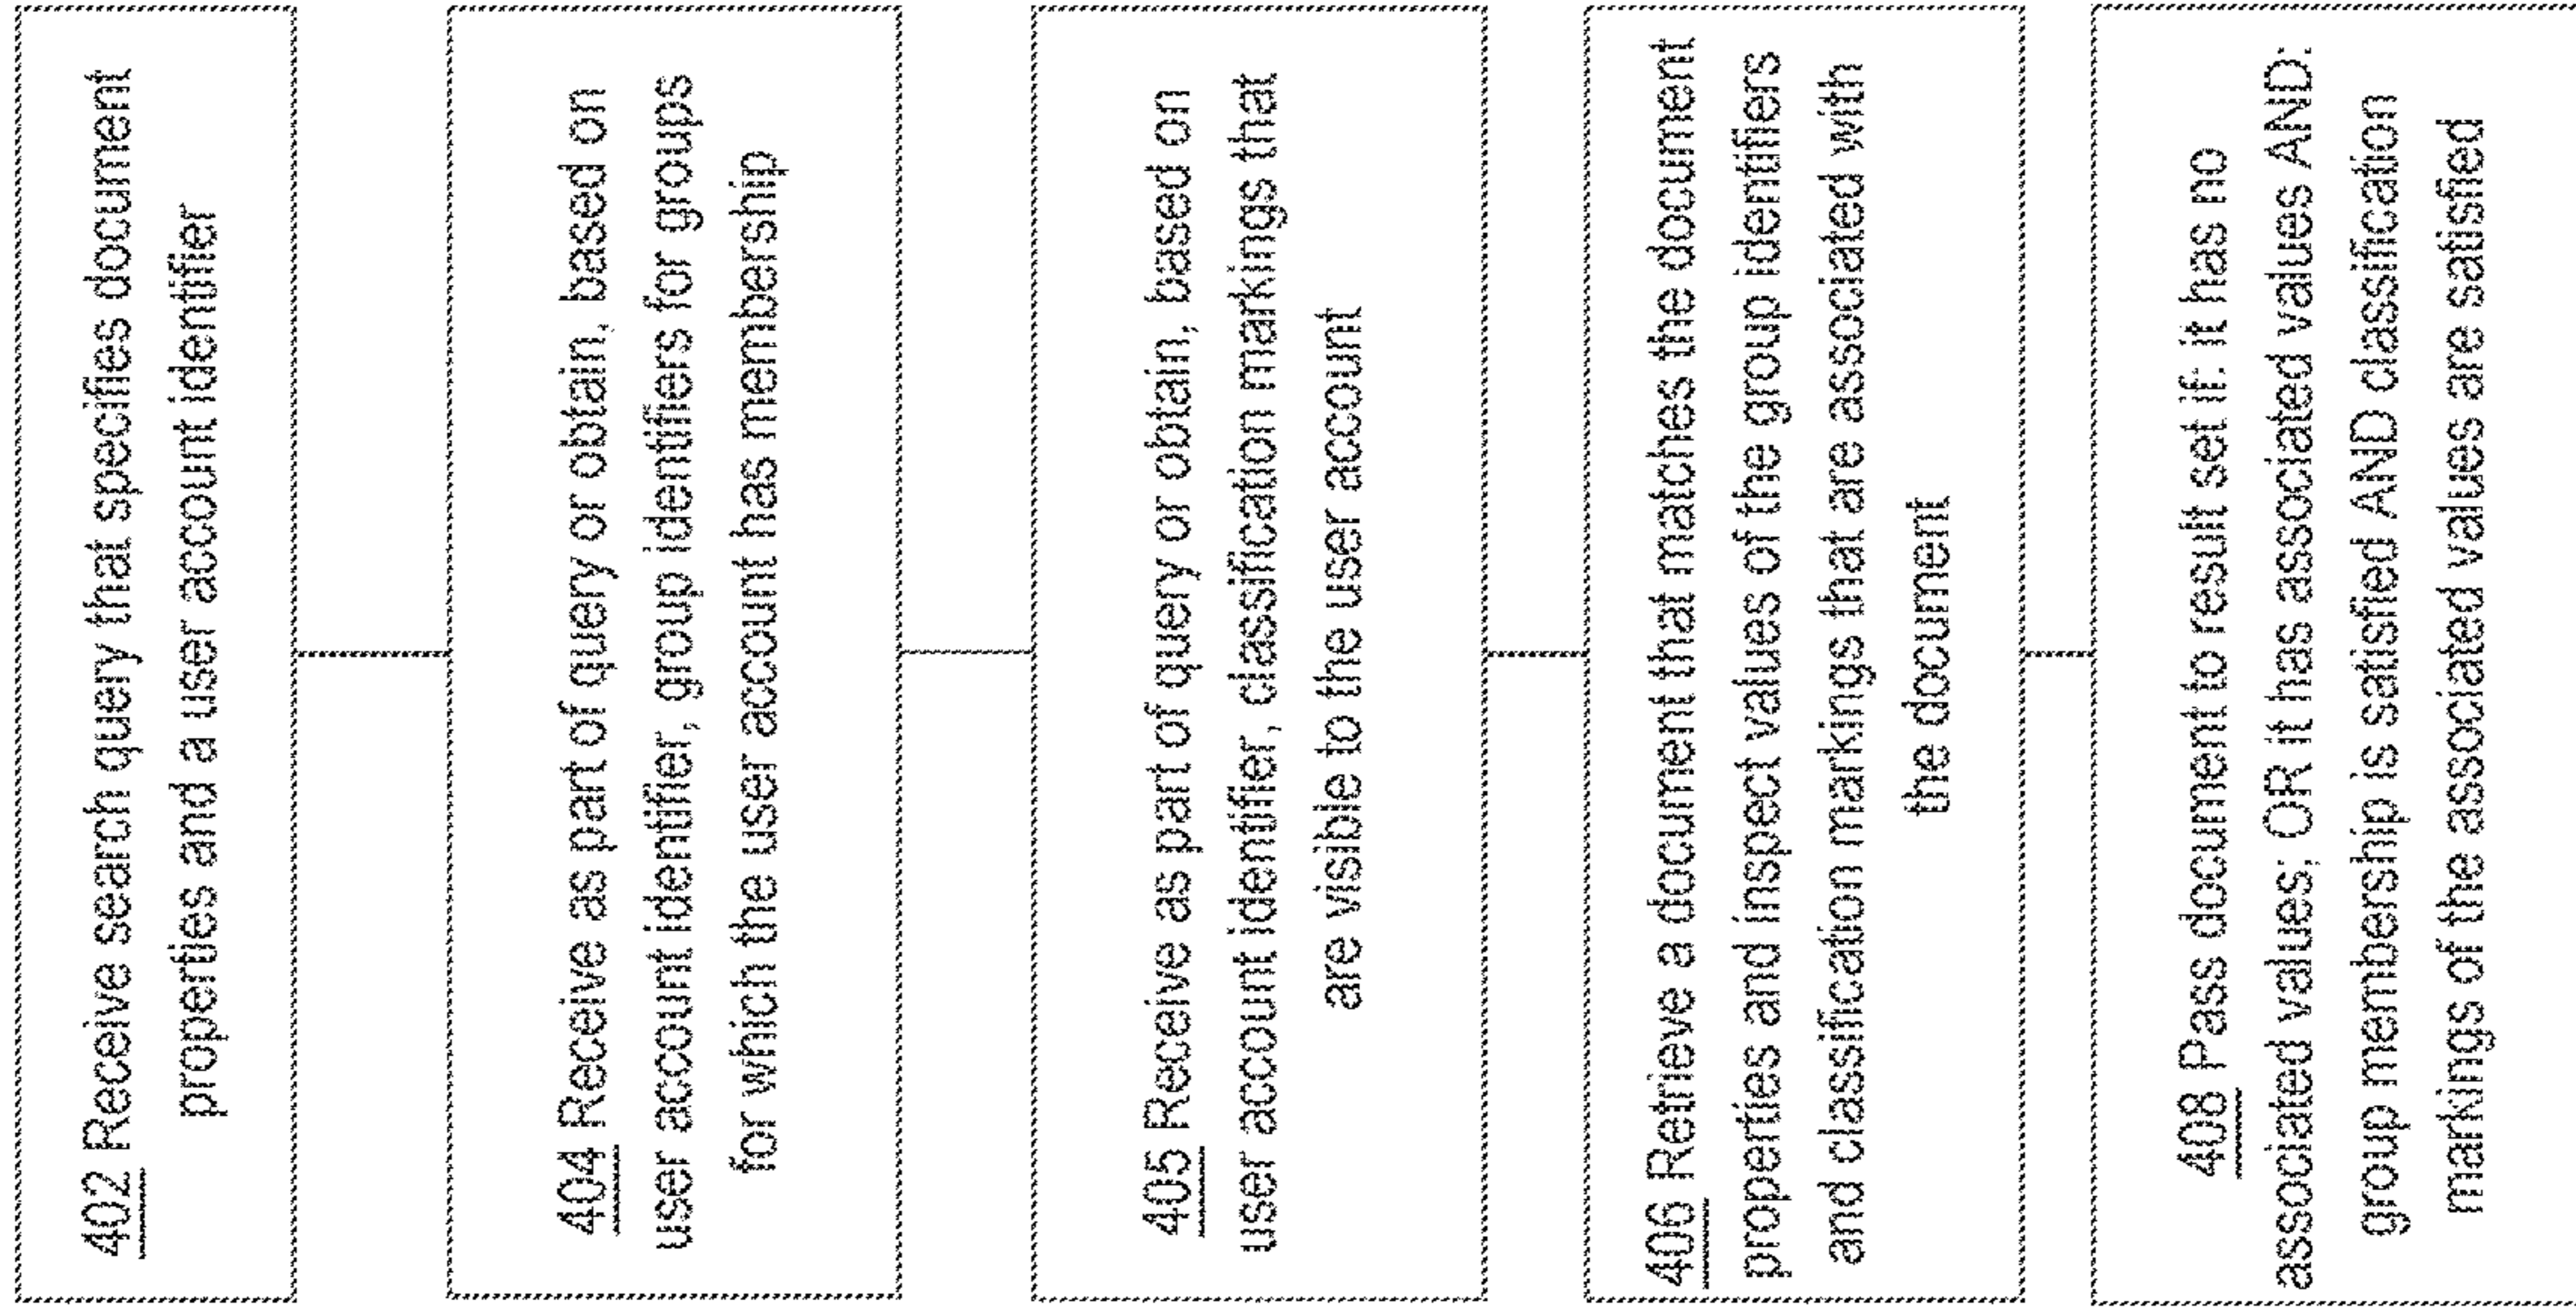 402 Receive search query that specifies document
properties and a user account identifier
404 Receive as part of query or obtain, based on
user account identifier, group identifiers for groups
for which the user account has membership
405 Receive as part of query or obtain, based on
user account identifier, classification markings that
are visible to the user account
406 Retrieve a document that matches the document
properties and inspect values of the group identifiers
and classification markings that are associated with
the document
408 Pass document to result set if: it has no
associated values; OR it has associated values AND:
group membership is satisfied AND classification
markings of the associated values are satisfied